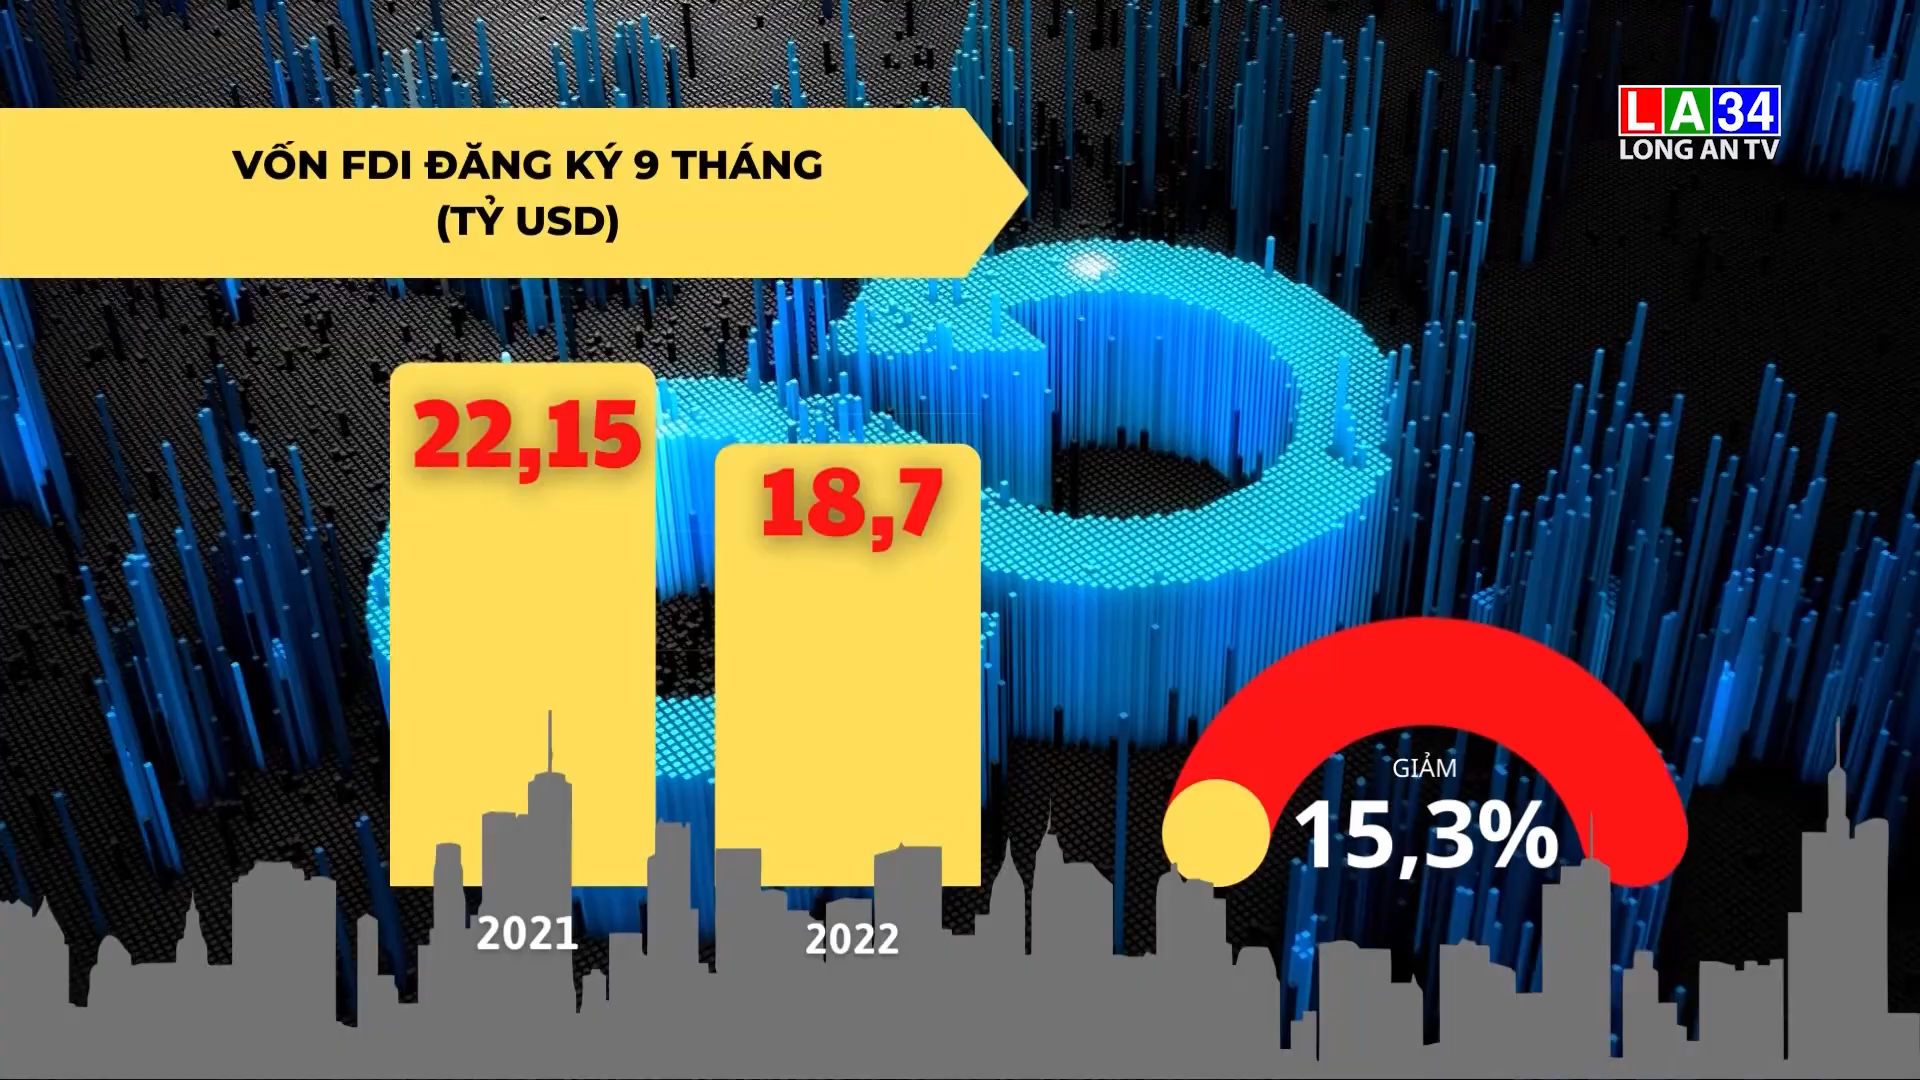 LA34
LONG AN TV
VỐN FDI ĐĂNG KÝ 9 THÁNG
(TỶ USD)
22,15
18,7
GIẢM
15,3%
2021
2022